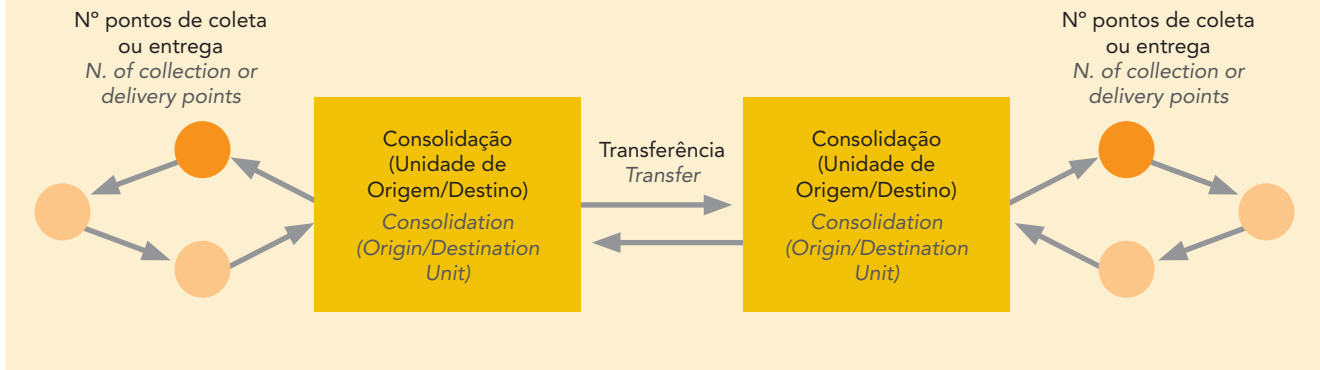 Nº pontos de coleta
ou entrega
N. of collection or
delivery points
Consolidação
(Unidade de
Origem/Destino)
Consolidation
(Origin/Destination
Unit)
Transferência
Transfer
Consolidação
(Unidade de
Origem/Destino)
Consolidation
(Origin/Destination
Unit)
Nº pontos de coleta
ou entrega
N. of collection or
delivery points